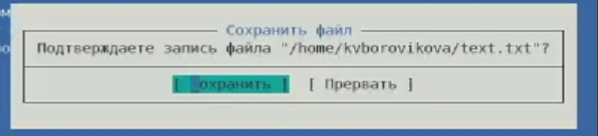 Сохранить файл
Подтверждаете запись файла "/home/kvborovikova/text.txt"?
[ Сохранить ] [ Прервать ]